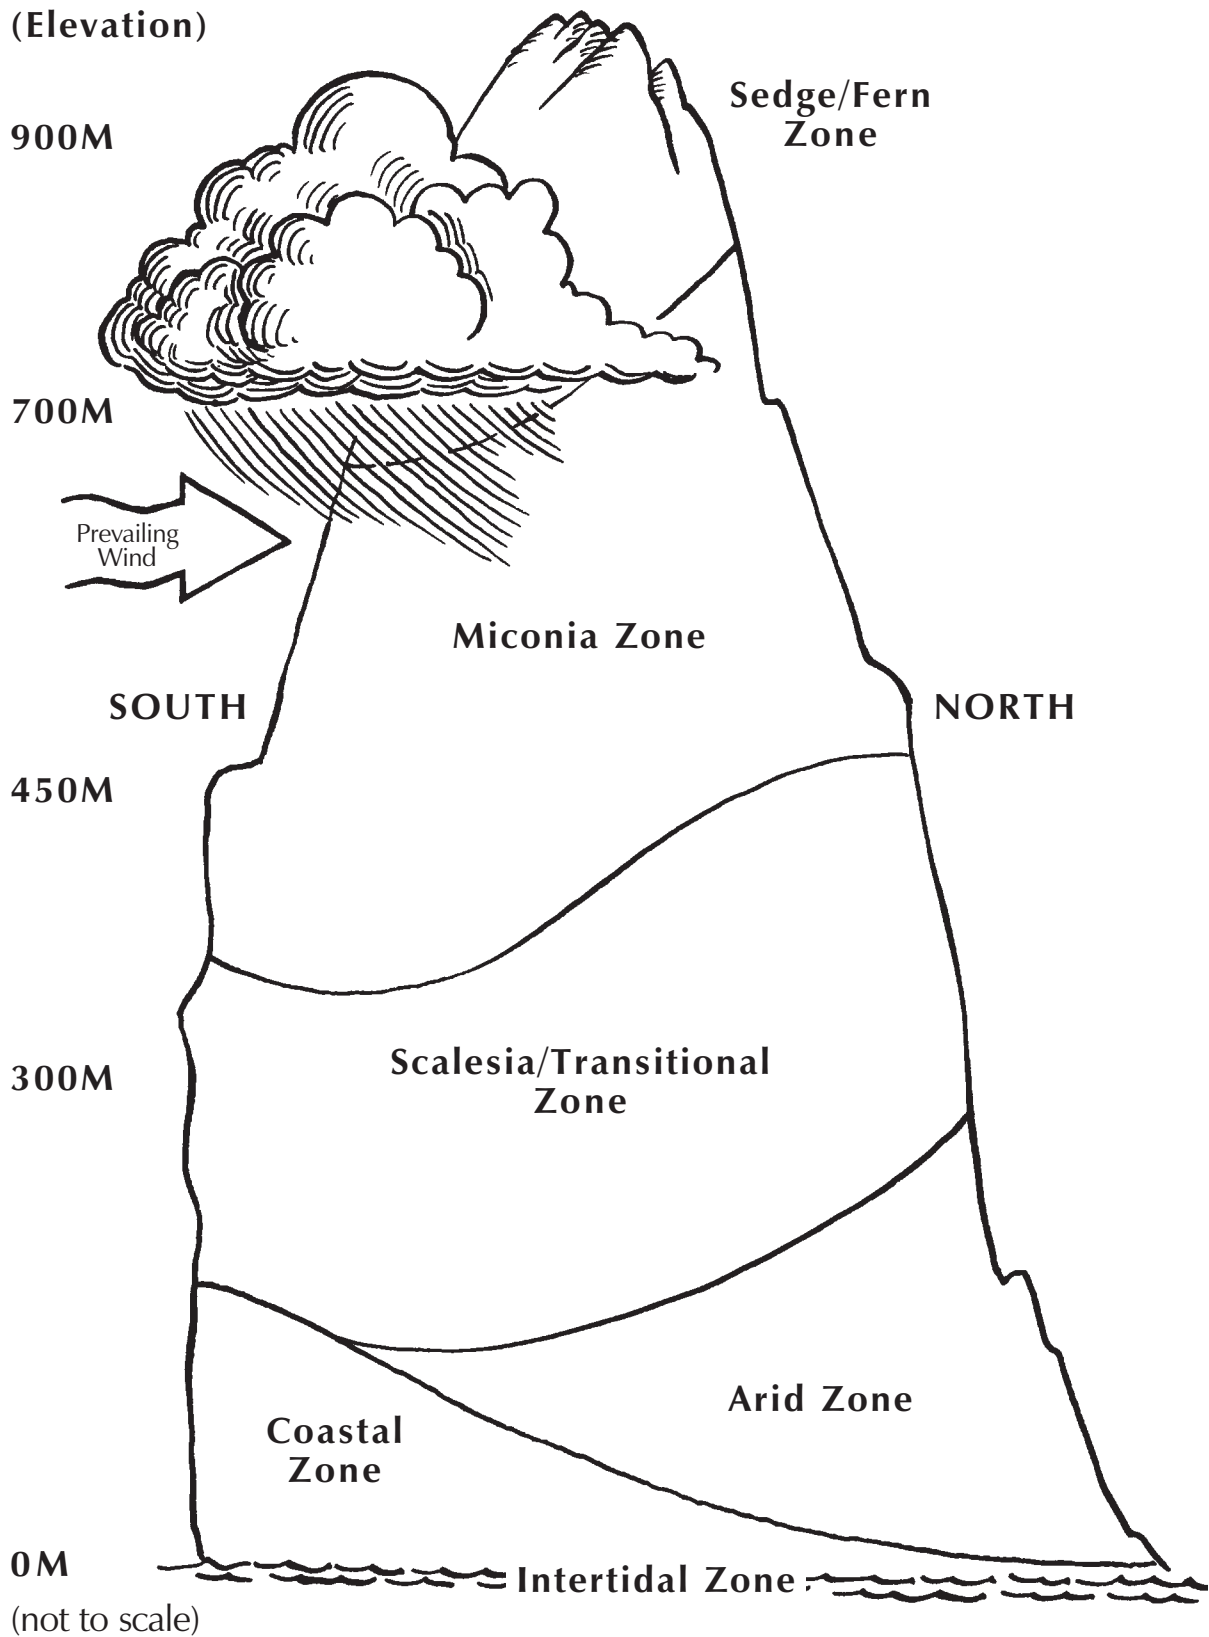 (Elevation)
Sedge/Fern
Zone
900M
700M
Prevailing
Wind
Miconia Zone
SOUTH
NORTH
450M
Scalesia/Transitional
Zone
300M
Arid Zone
Coastal
Zone
0M
Intertidal Zone
(not to scale)